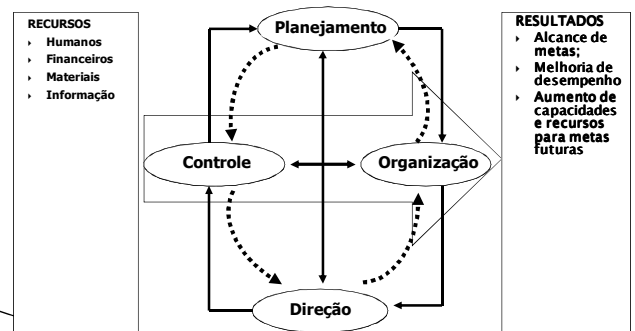 RECURSOS
Humanos
Financeiros
Materiais
Informação
Planejamento
Controle
Organização
Direção
RESULTADOS
Alcance de
metas;
Melhoria de
desempenho
Aumento de
capacidades
e recursos
para metas
futuras